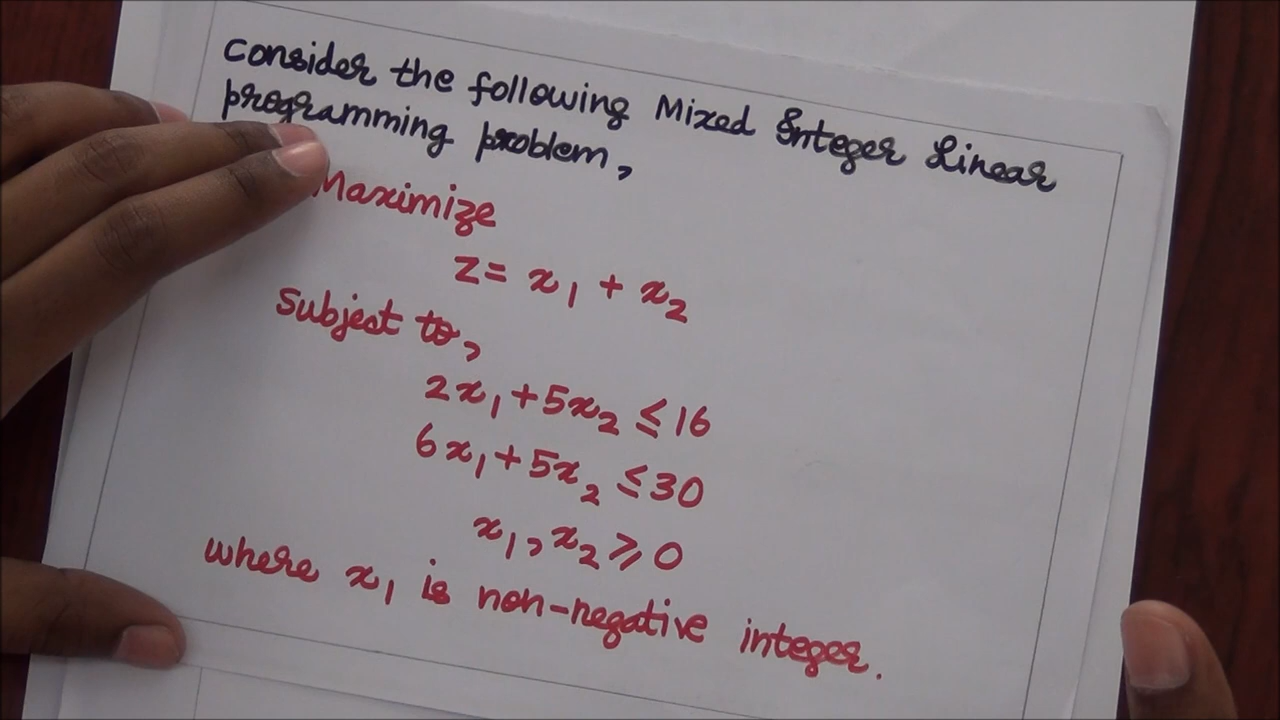 Consider the following Mixed Integer Linear
programming problem,
Maximize
Z = x₁ + x₂
Subject to,
2x₁ + 5x₂ ≤ 16
6x₁ + 5x₂ ≤ 30
x₁, x₂ ≥ 0
where x₁ is non-negative integer.